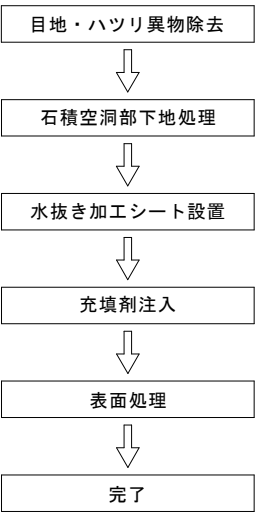 目地・ハツリ異物除去
石積空洞部下地処理
水抜き加工シート設置
充填剤注入
表面処理
完了